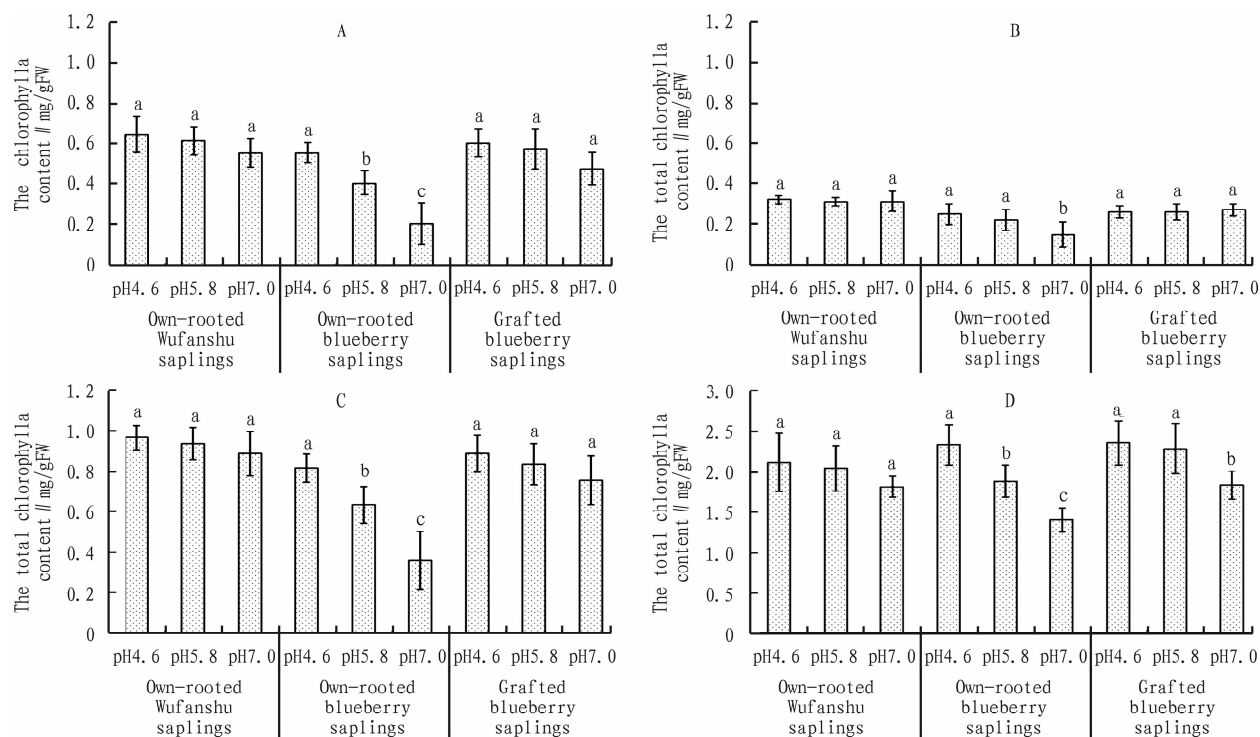 A
The chlorophylla
content∥mg/gFW
1.2
1.0
0.8
0.6
0.4
0.2
0
a
a
a
a
b
c
a
a
a
pH4.6 pH5.8 pH7.0 pH4.6 pH5.8 pH7.0 pH4.6 pH5.8 pH7.0
Own-rooted
Wufanshu
saplings
Own-rooted
blueberry
saplings
Grafted
blueberry
saplings
B
The total chlorophylla
content∥mg/gFW
1.2
1.0
0.8
0.6
0.4
0.2
0
a
a
a
a
a
b
a
a
a
pH4.6 pH5.8 pH7.0 pH4.6 pH5.8 pH7.0 pH4.6 pH5.8 pH7.0
Own-rooted
Wufanshu
saplings
Own-rooted
blueberry
saplings
Grafted
blueberry
saplings
C
The total chlorophylla
content∥mg/gFW
1.2
1.0
0.8
0.6
0.4
0.2
0
a
a
a
a
b
c
a
a
a
pH4.6 pH5.8 pH7.0 pH4.6 pH5.8 pH7.0 pH4.6 pH5.8 pH7.0
Own-rooted
Wufanshu
saplings
Own-rooted
blueberry
saplings
Grafted
blueberry
saplings
D
The total chlorophylla
content∥mg/gFW
3.0
2.5
2.0
1.5
1.0
0.5
0
a
a
a
a
b
c
a
a
b
pH4.6 pH5.8 pH7.0 pH4.6 pH5.8 pH7.0 pH4.6 pH5.8 pH7.0
Own-rooted
Wufanshu
saplings
Own-rooted
blueberry
saplings
Grafted
blueberry
saplings